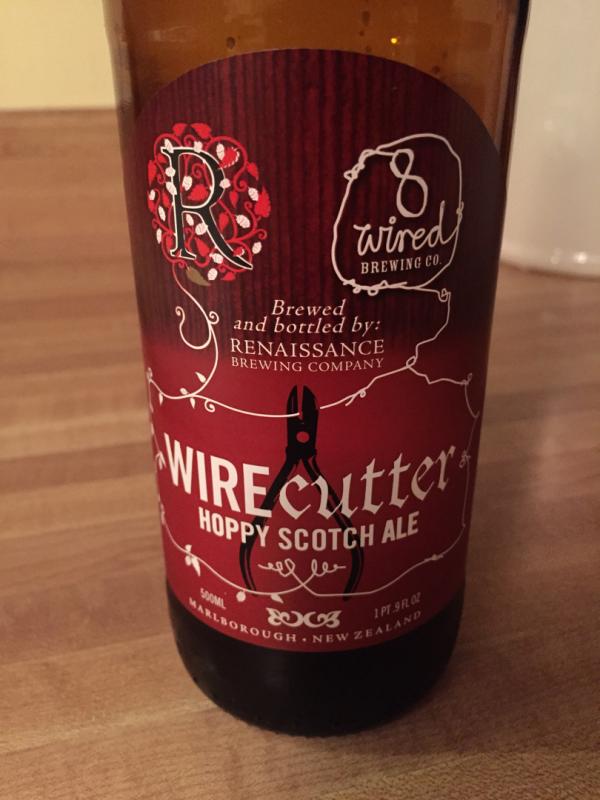 R
8
wired
BREWING CO.
Brewed
and bottled by:
RENAISSANCE
BREWING COMPANY
WIREcutter
HOPPY SCOTCH ALE
500ML
1 PT .9 FL OZ
MARLBOROUGH • NEW ZEALAND